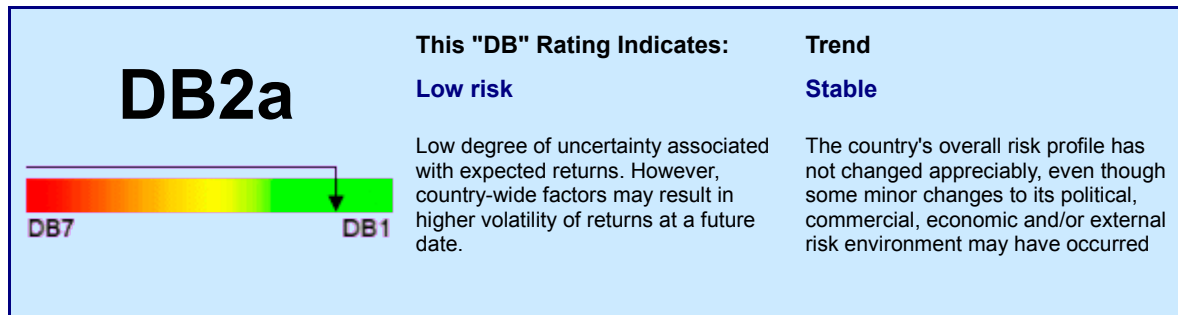 DB2a
DB7
DB1
This "DB" Rating Indicates:
Low risk
Low degree of uncertainty associated
with expected returns. However,
country-wide factors may result in
higher volatility of returns at a future
date.
Trend
Stable
The country's overall risk profile has
not changed appreciably, even though
some minor changes to its political,
commercial, economic and/or external
risk environment may have occurred